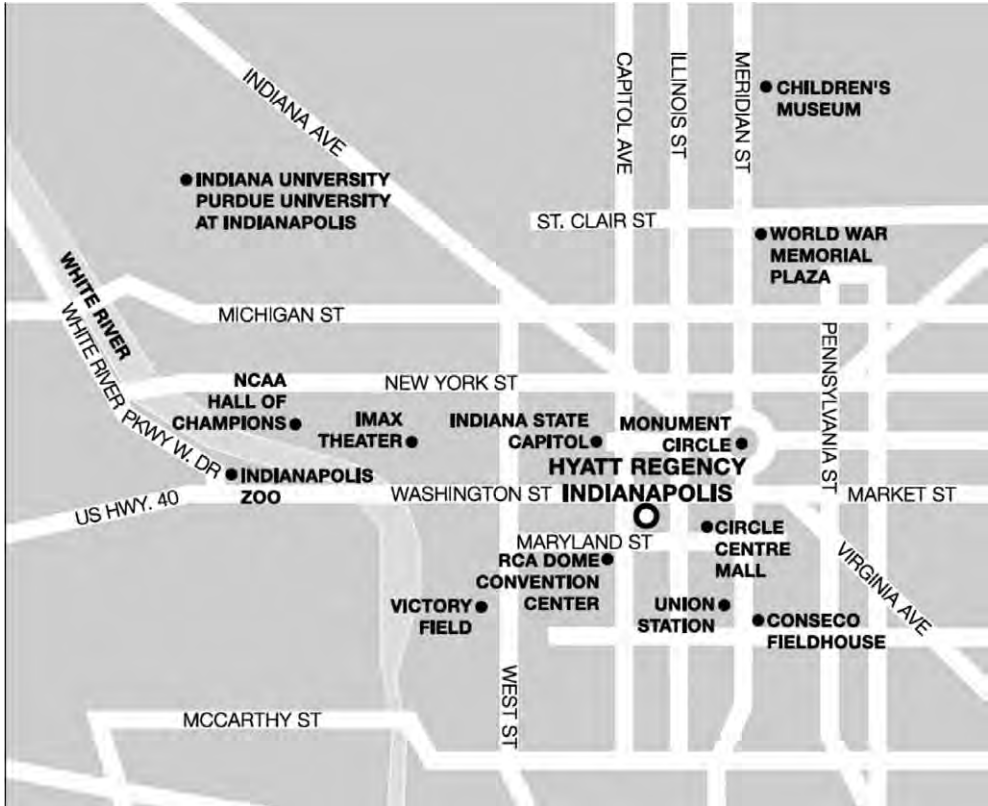 INDIANA AVE
CAPITOL AVE
ILLINOIS ST
MERIDIAN ST
CHILDREN'S
MUSEUM
INDIANA UNIVERSITY
PURDUE UNIVERSITY
AT INDIANAPOLIS
ST. CLAIR ST
WORLD WAR
MEMORIAL
PLAZA
WHITE RIVER
WHITE RIVER PKWY W. DR
MICHIGAN ST
PENNSYLVANIA ST
NEW YORK ST
NCAA
HALL OF
CHAMPIONS
IMAX
THEATER
INDIANA STATE
CAPITOL
MONUMENT
CIRCLE
HYATT REGENCY
INDIANAPOLIS
INDIANAPOLIS
ZOO
US HWY. 40
WASHINGTON ST
MARKET ST
MARYLAND ST
CIRCLE
CENTRE
MALL
VIRGINIA AVE
RCA DOME
CONVENTION
CENTER
VICTORY
FIELD
UNION
STATION
CONSECO
FIELDHOUSE
WEST ST
MCCARTHY ST